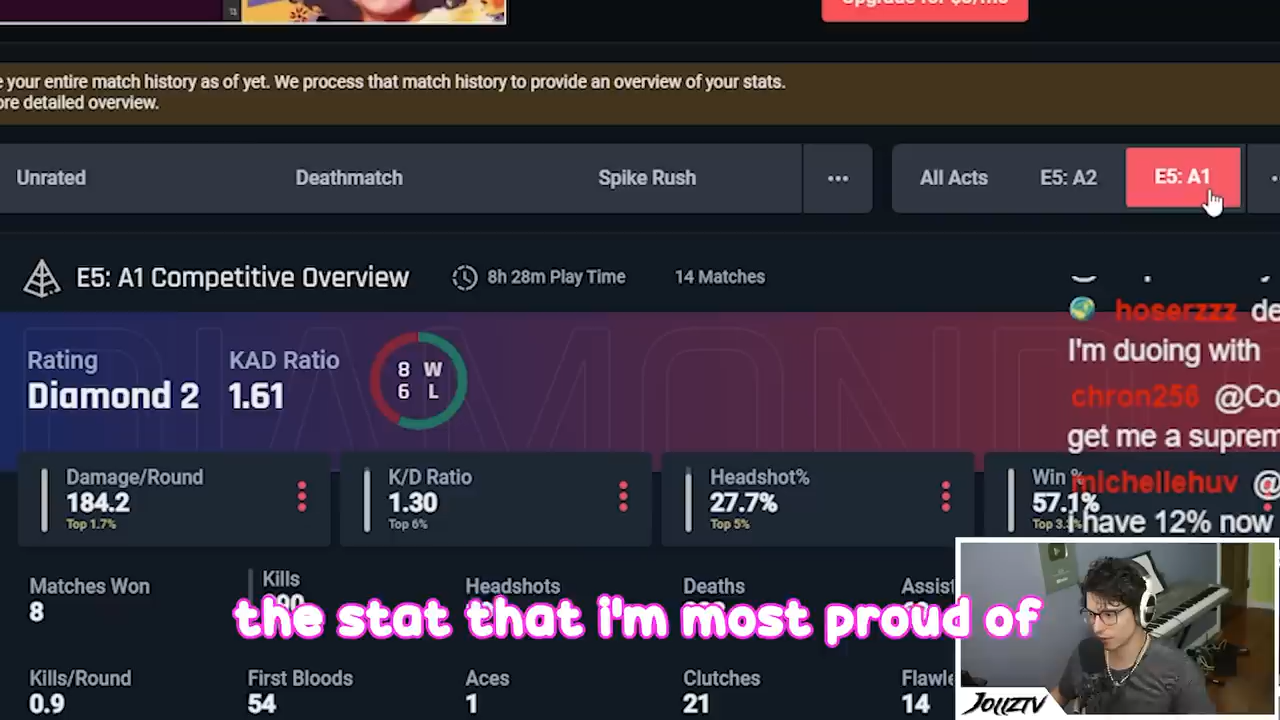 e your entire match history as of yet. We process that match history to provide an overview of your stats.
ore detailed overview.
Unrated
Deathmatch
Spike Rush
All Acts
E5: A2
E5: A1
E5: A1 Competitive Overview
8h 28m Play Time
14 Matches
hoserzzz de
I'm duoing with
Rating
KAD Ratio
8 W
6 L
Diamond 2
1.61
chron256 @Co
get me a suprem
Damage/Round
184.2
Top 1.7%
K/D Ratio
1.30
Top 6%
Headshot%
27.7%
Top 5%
Win %
57.1%
michellehuv @
have 12% now
Matches Won
8
Kills
Headshots
Deaths
Assist
the stat that i'm most proud of
Kills/Round
0.9
First Bloods
54
Aces
1
Clutches
21
Flawle
14
JOLLZTV